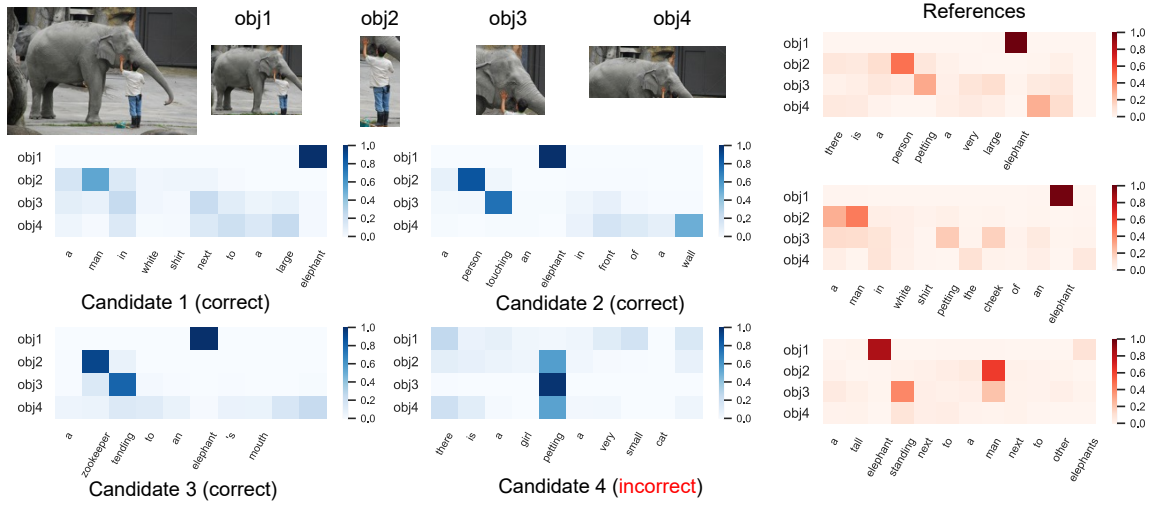 obj1
obj2
obj3
obj4
References
obj1
obj2
obj3
obj4
1.0
0.8
0.6
0.4
0.2
0.0
there is a person petting a very large elephant
obj1
obj2
obj3
obj4
1.0
0.8
0.6
0.4
0.2
0.0
a man in white shirt next to a large elephant
Candidate 1 (correct)
obj1
obj2
obj3
obj4
1.0
0.8
0.6
0.4
0.2
0.0
a person touching an elephant in front of a wall
Candidate 2 (correct)
obj1
obj2
obj3
obj4
1.0
0.8
0.6
0.4
0.2
0.0
a man in white shirt petting the cheek of an elephant
obj1
obj2
obj3
obj4
1.0
0.8
0.6
0.4
0.2
0.0
a zookeeper tending to an elephant 's mouth
Candidate 3 (correct)
obj1
obj2
obj3
obj4
1.0
0.8
0.6
0.4
0.2
0.0
there is a girl petting a very small cat
Candidate 4 (incorrect)
obj1
obj2
obj3
obj4
1.0
0.8
0.6
0.4
0.2
0.0
a tall elephant standing next to a man next to other elephants